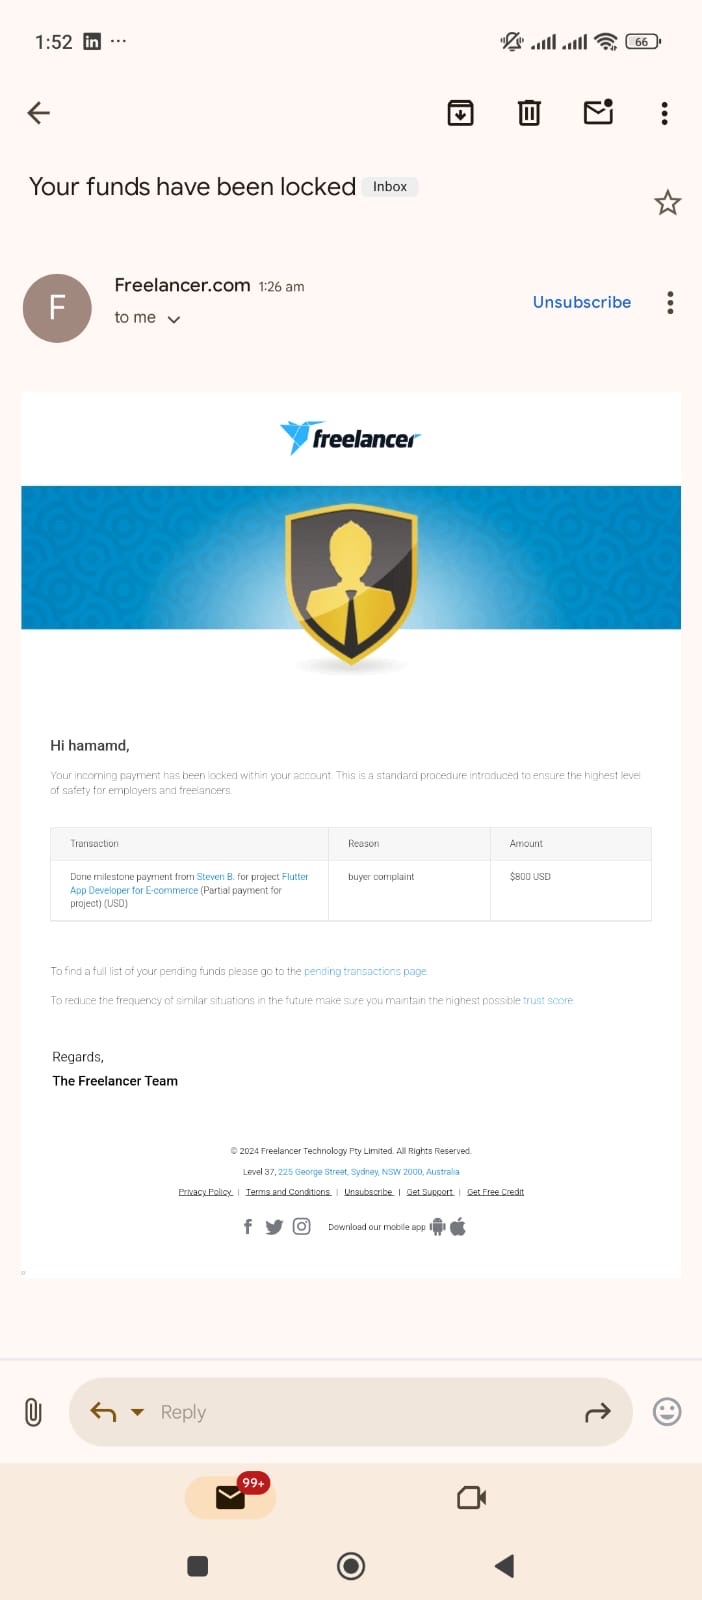 1:52 in ...
66
Your funds have been locked Inbox
F
Freelancer.com 1:26 am
to me
Unsubscribe
freelancer
Hi hamamd,
Your incoming payment has been locked within your account. This is a standard procedure introduced to ensure the highest level
of safety for employers and freelancers.
Transaction Reason Amount
Done milestone payment from Steven B. for project Flutter buyer complaint $800 USD
App Developer for E-commerce (Partial payment for
project) (USD)
To find a full list of your pending funds please go to the pending transactions page.
To reduce the frequency of similar situations in the future make sure you maintain the highest possible trust score
Regards,
The Freelancer Team
© 2024 Freelancer Technology Pty Limited. All Rights Reserved.
Level 37, 225 George Street, Sydney, NSW 2000, Australia
Privacy Policy | Terms and Conditions | Unsubscribe | Get Support | Get Free Credit
Download our mobile app
Reply
99+